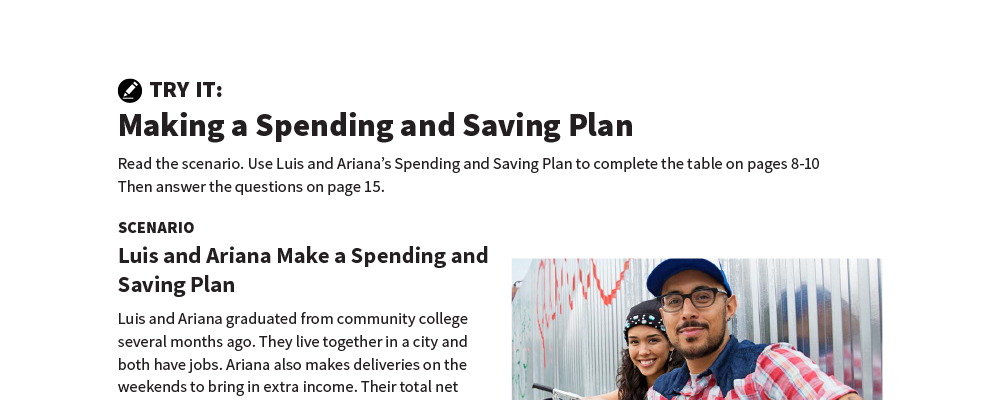 TRY IT:
Making a Spending and Saving Plan
Read the scenario. Use Luis and Ariana’s Spending and Saving Plan to complete the table on pages 8-10
Then answer the questions on page 15.
SCENARIO
Luis and Ariana Make a Spending and
Saving Plan
Luis and Ariana graduated from community college
several months ago. They live together in a city and
both have jobs. Ariana also makes deliveries on the
weekends to bring in extra income. Their total net